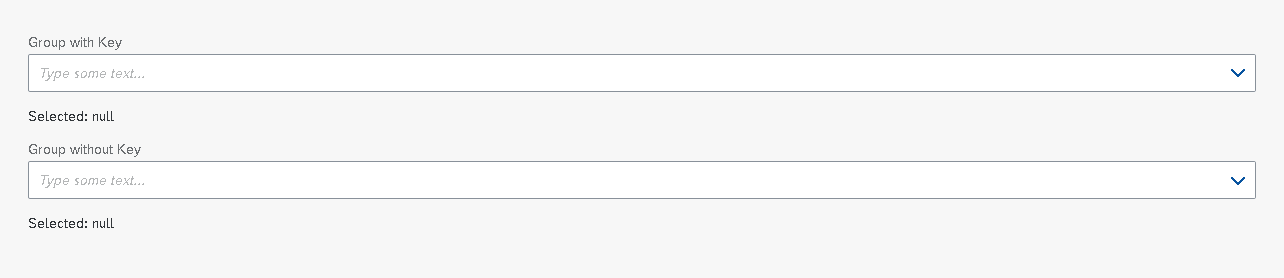 Group with Key
Type some text...
Selected: null
Group without Key
Type some text...
Selected: null